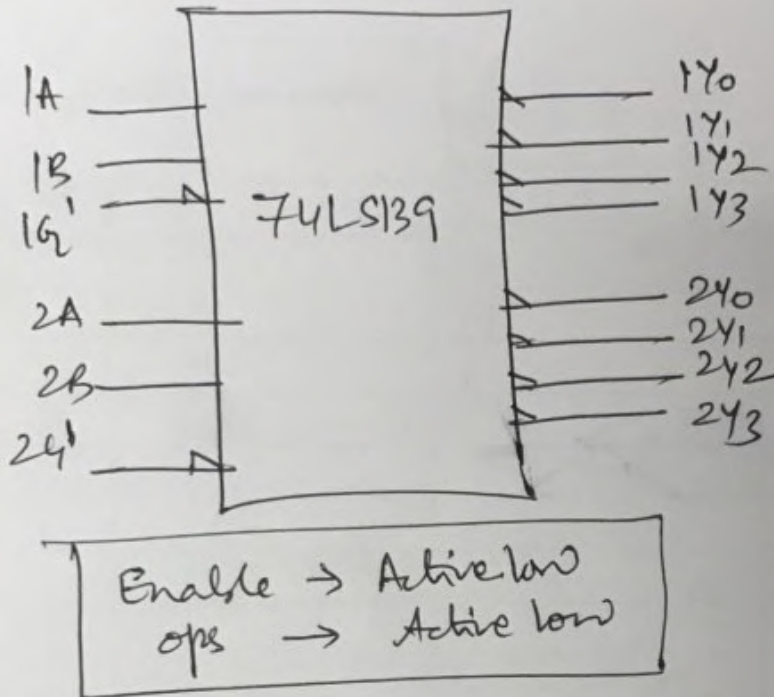 1A
1B
1G'
2A
2B
2G'
74LS139
1Y0
1Y1
1Y2
1Y3
2Y0
2Y1
2Y2
2Y3
Enable → Active low
ops → Active low